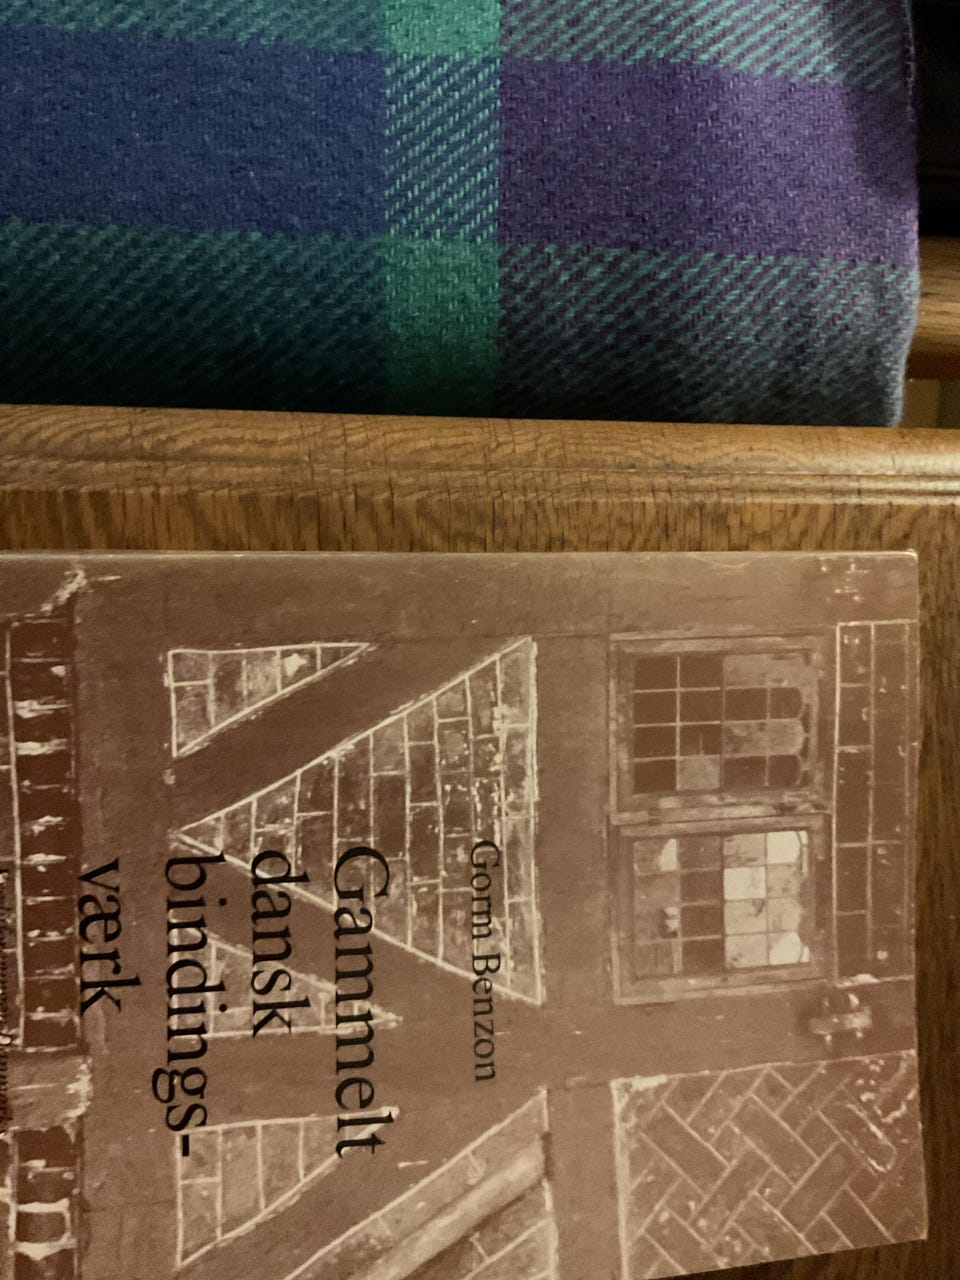 Gorm Benzon
Gammelt
dansk
bindings-
værk